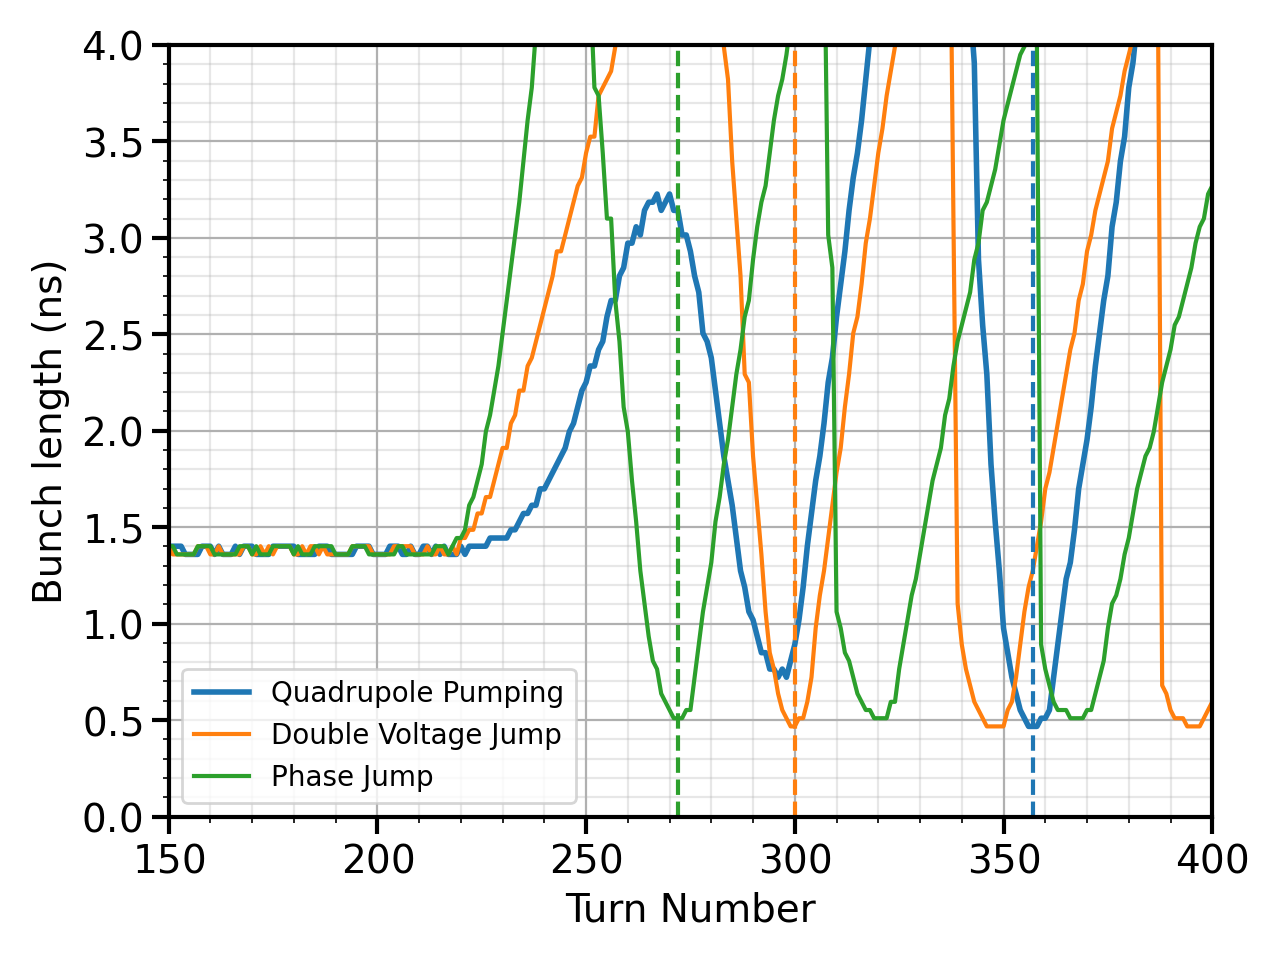 4.0
3.5
3.0
2.5
2.0
1.5
1.0
0.5
0.0
Bunch length (ns)
Quadrupole Pumping
Double Voltage Jump
Phase Jump
150 200 250 300 350 400
Turn Number